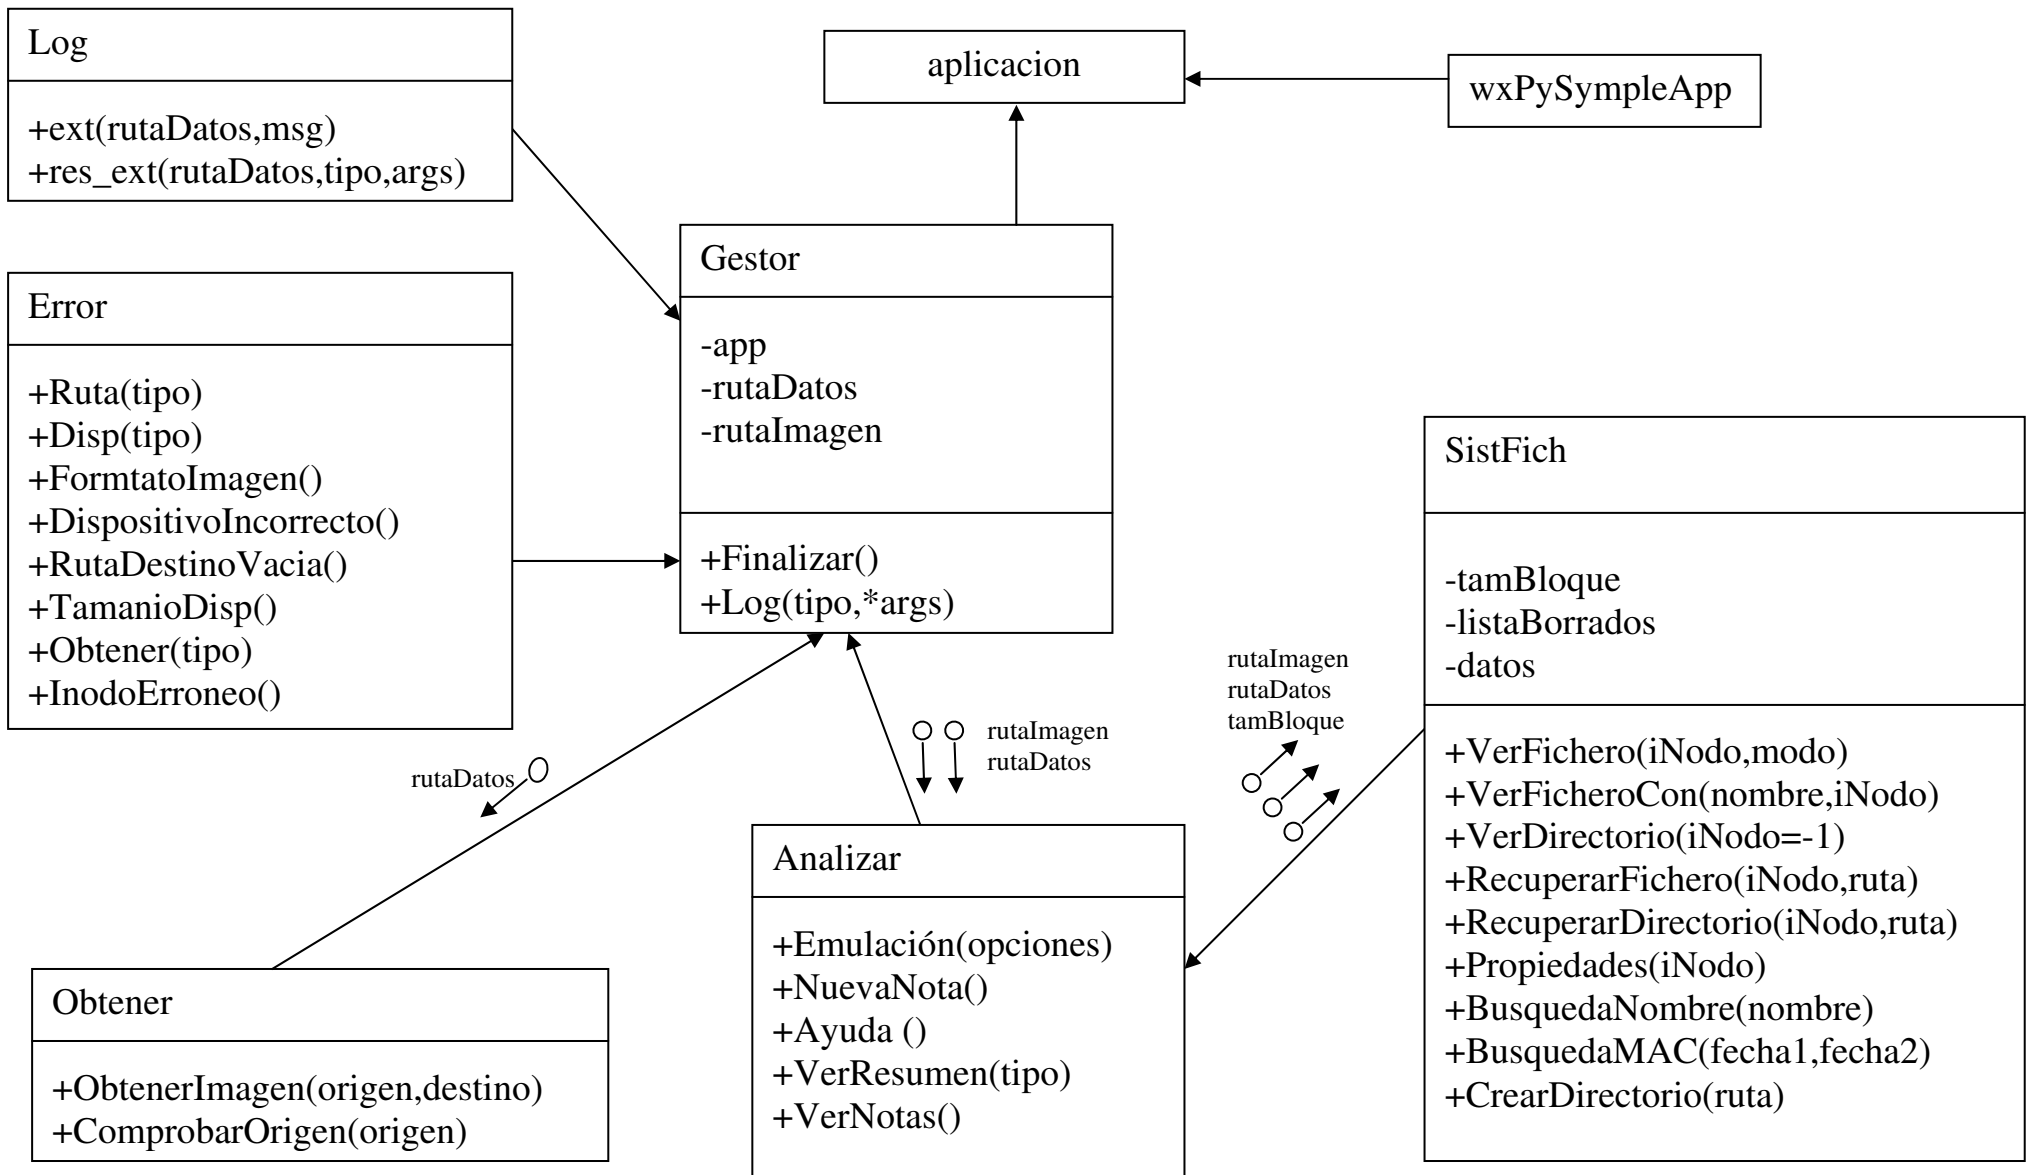 Log
+ext(rutaDatos,msg)
+res_ext(rutaDatos,tipo,args)
aplicacion
wxPySympleApp
Error
+Ruta(tipo)
+Disp(tipo)
+FormtatoImagen()
+DispositivoIncorrecto()
+RutaDestinoVacia()
+TamanioDisp()
+Obtener(tipo)
+InodoErroneo()
Gestor
-app
-rutaDatos
-rutaImagen
+Finalizar()
+Log(tipo,*args)
SistFich
-tamBloque
-listaBorrados
-datos
+VerFichero(iNodo,modo)
+VerFicheroCon(nombre,iNodo)
+VerDirectorio(iNodo=-1)
+RecuperarFichero(iNodo,ruta)
+RecuperarDirectorio(iNodo,ruta)
+Propiedades(iNodo)
+BusquedaNombre(nombre)
+BusquedaMAC(fecha1,fecha2)
+CrearDirectorio(ruta)
rutaDatos
rutaImagen
rutaDatos
rutaImagen
rutaDatos
tamBloque
Obtener
+ObtenerImagen(origen,destino)
+ComprobarOrigen(origen)
Analizar
+Emulación(opciones)
+NuevaNota()
+Ayuda ()
+VerResumen(tipo)
+VerNotas()